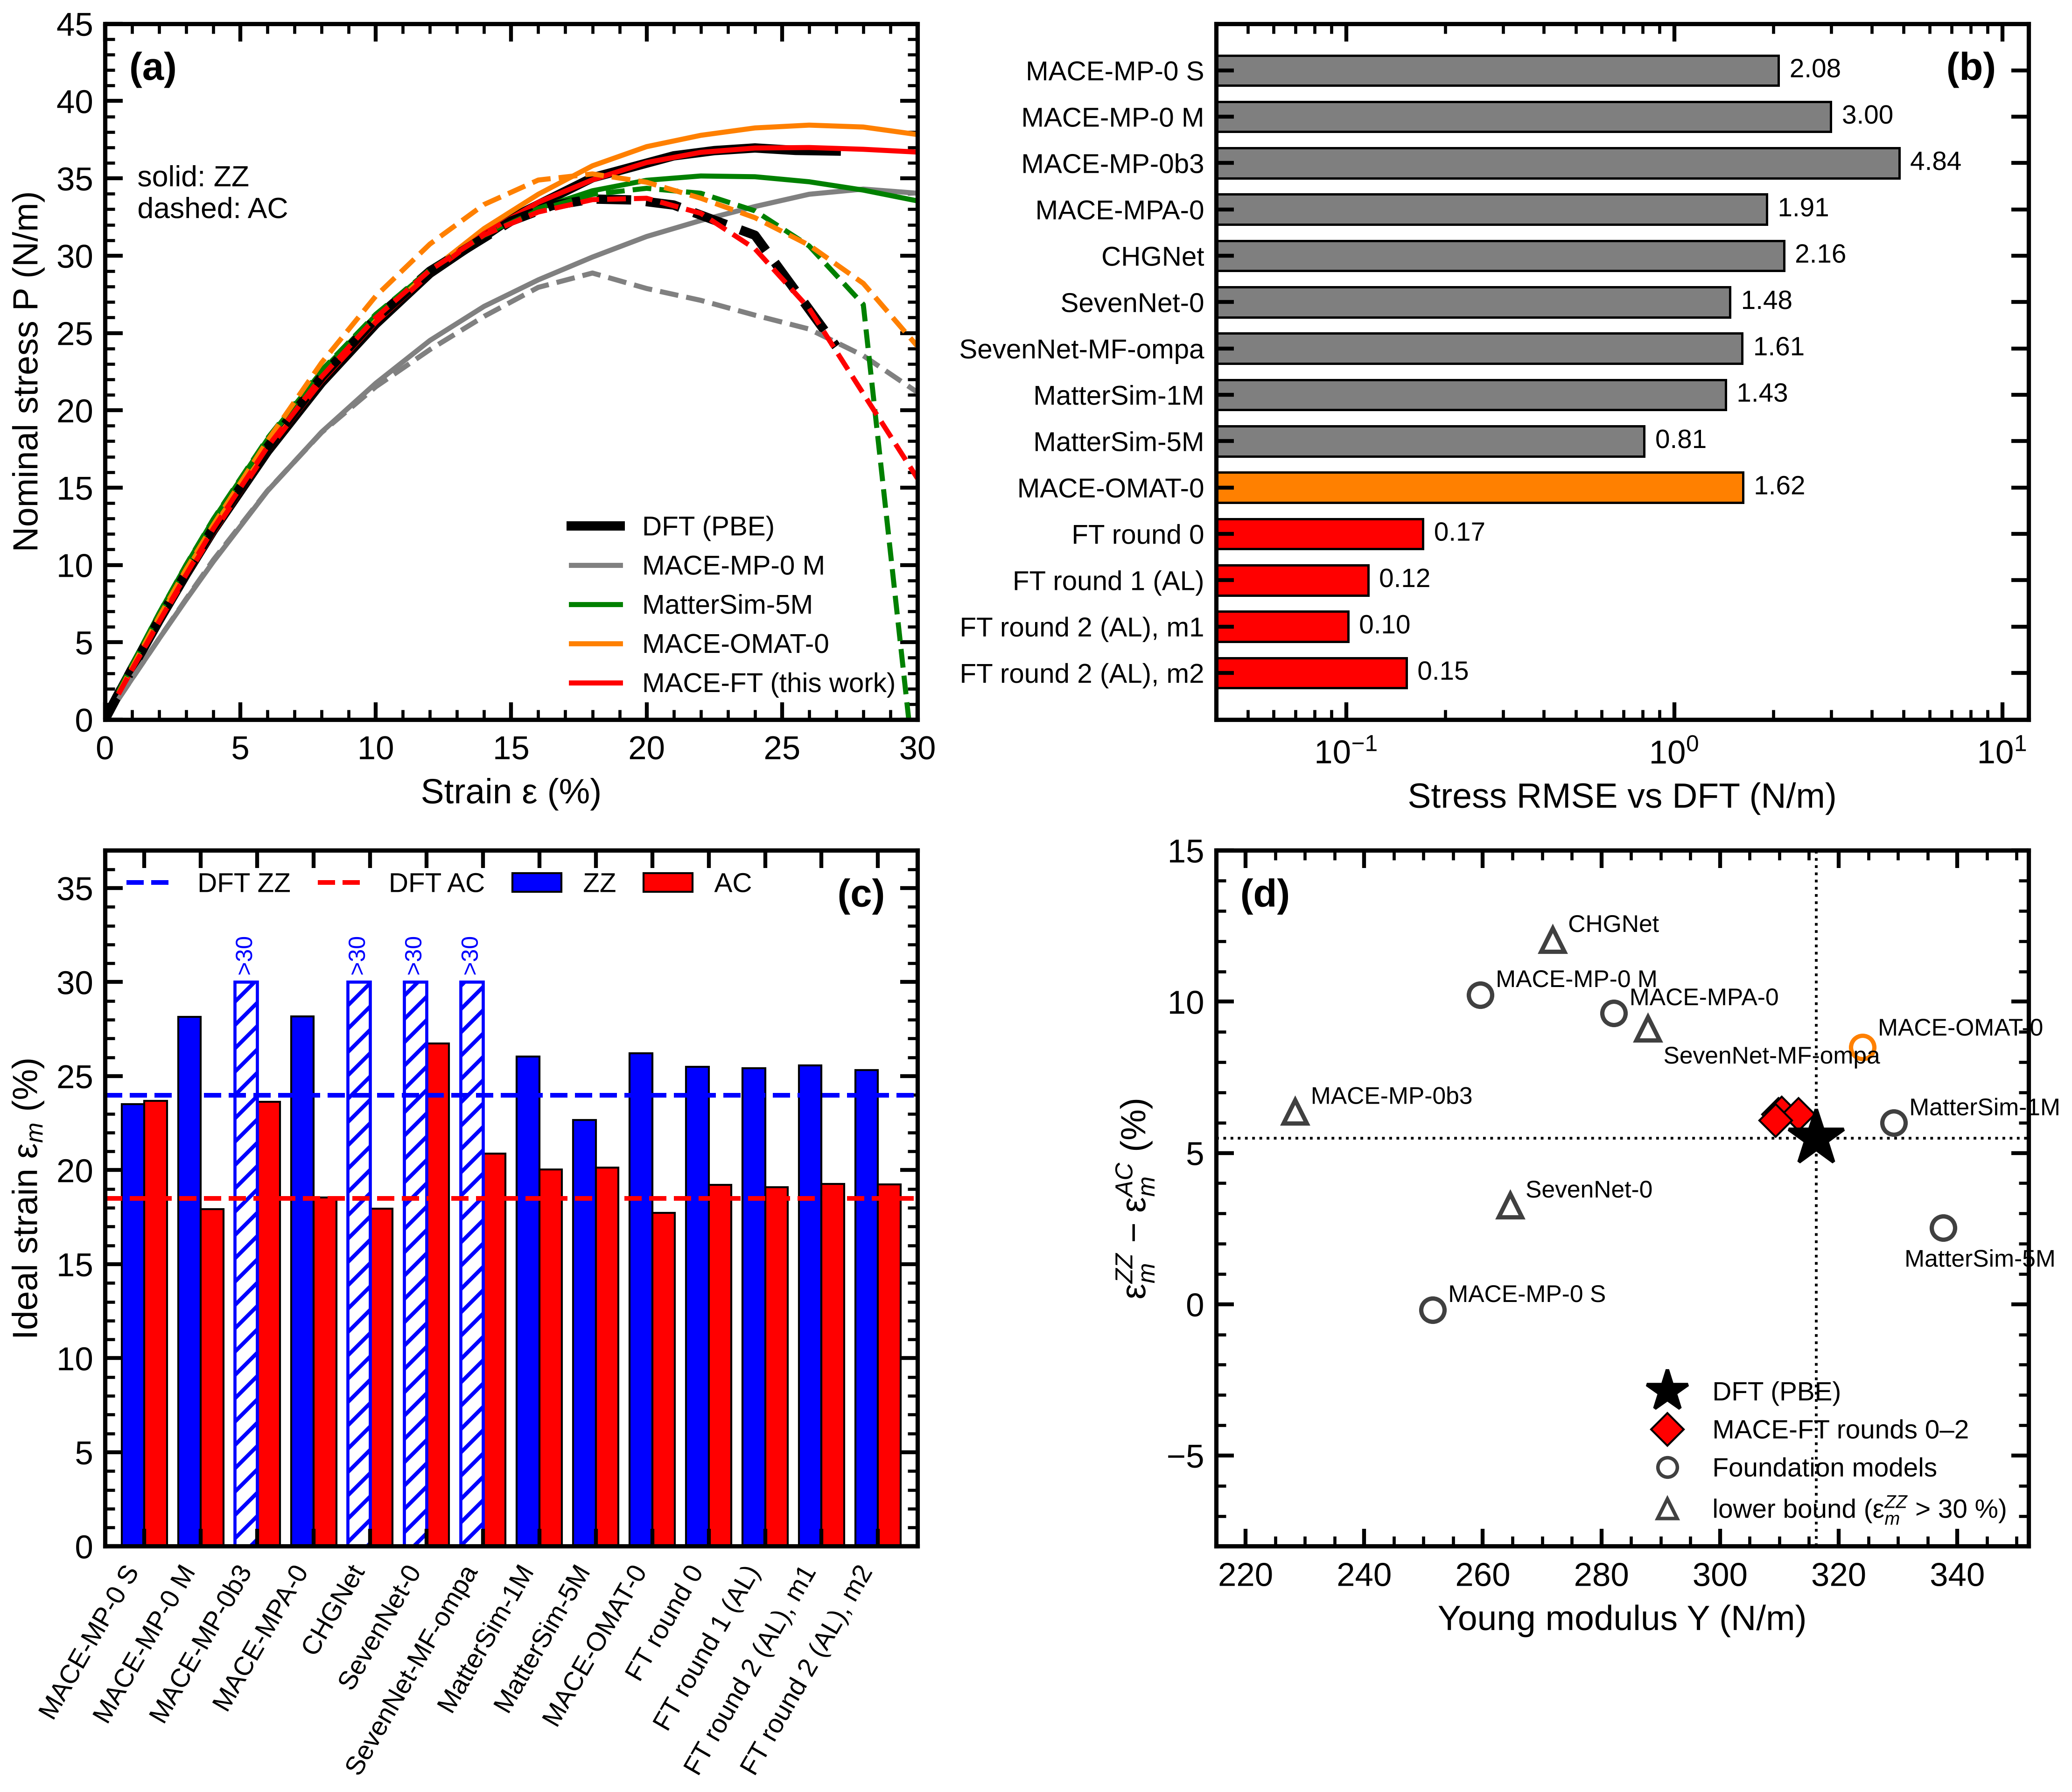 (a)
solid: ZZ
dashed: AC
DFT (PBE)
MACE-MP-0 M
MatterSim-5M
MACE-OMAT-0
MACE-FT (this work)
45
40
35
30
25
20
15
10
5
0
0 5 10 15 20 25 30
Nominal stress P (N/m)
Strain ε (%)
(b)
MACE-MP-0 S 2.08
MACE-MP-0 M 3.00
MACE-MP-0b3 4.84
MACE-MPA-0 1.91
CHGNet 2.16
SevenNet-0 1.48
SevenNet-MF-ompa 1.61
MatterSim-1M 1.43
MatterSim-5M 0.81
MACE-OMAT-0 1.62
FT round 0 0.17
FT round 1 (AL) 0.12
FT round 2 (AL), m1 0.10
FT round 2 (AL), m2 0.15
10⁻¹ 10⁰ 10¹
Stress RMSE vs DFT (N/m)
(c)
DFT ZZ DFT AC ZZ AC
>30 >30 >30 >30
35
30
25
20
15
10
5
0
Ideal strain εₘ (%)
MACE-MP-0 S
MACE-MP-0 M
MACE-MP-0b3
MACE-MPA-0
CHGNet
SevenNet-0
SevenNet-MF-ompa
MatterSim-1M
MatterSim-5M
MACE-OMAT-0
FT round 0
FT round 1 (AL)
FT round 2 (AL), m1
FT round 2 (AL), m2
(d)
CHGNet
MACE-MP-0 M
MACE-MPA-0
MACE-OMAT-0
SevenNet-MF-ompa
MACE-MP-0b3
MatterSim-1M
SevenNet-0
MatterSim-5M
MACE-MP-0 S
DFT (PBE)
MACE-FT rounds 0–2
Foundation models
lower bound (ε_m^ZZ > 30 %)
15
10
5
0
−5
ε_m^ZZ − ε_m^AC (%)
220 240 260 280 300 320 340
Young modulus Y (N/m)